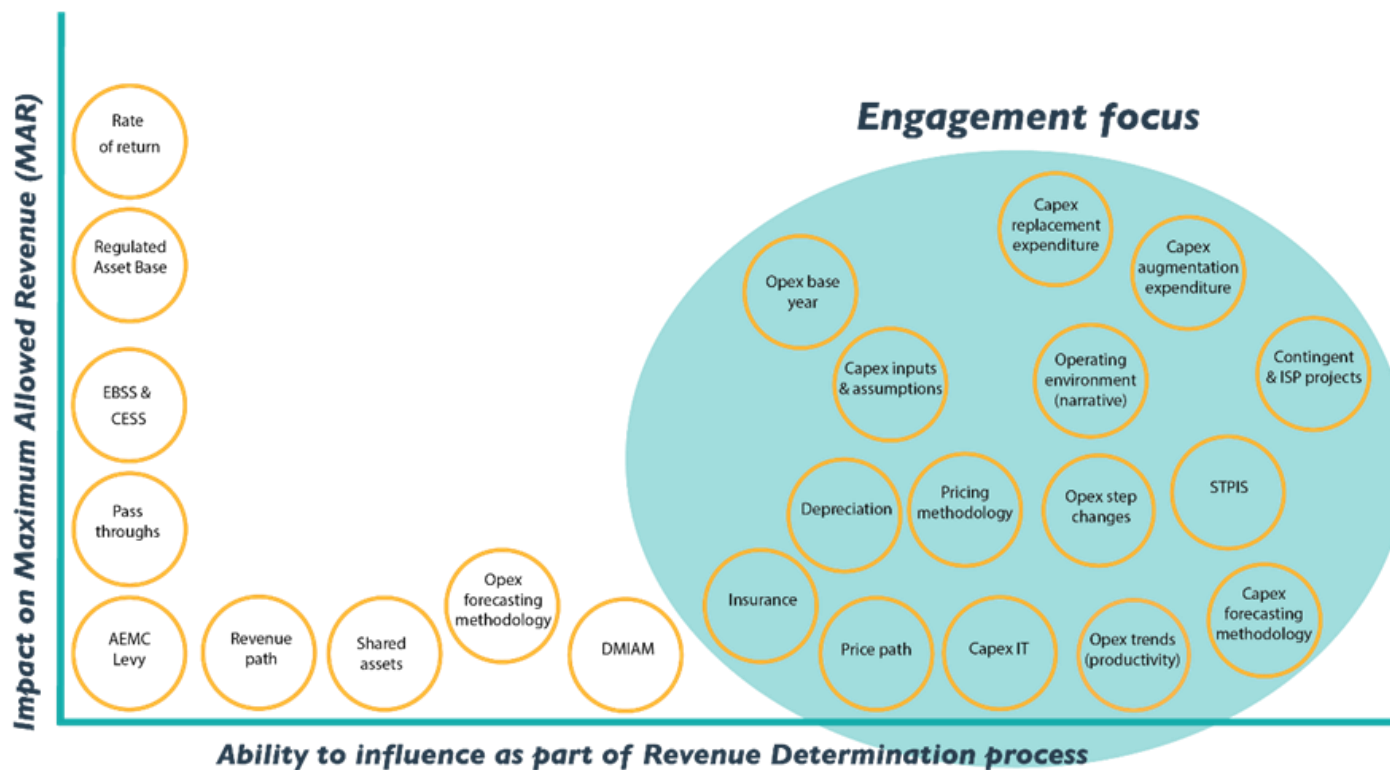 Impact on Maximum Allowed Revenue (MAR)
Engagement focus
Rate
of return
Regulated
Asset Base
EBSS &
CESS
Pass
throughs
AEMC
Levy
Revenue
path
Shared
assets
Opex
forecasting
methodology
DMIAM
Opex base
year
Capex
replacement
expenditure
Capex
augmentation
expenditure
Capex inputs
& assumptions
Operating
environment
(narrative)
Contingent
& ISP projects
Depreciation
Pricing
methodology
Opex step
changes
STPIS
Insurance
Price path
Capex IT
Opex trends
(productivity)
Capex
forecasting
methodology
Ability to influence as part of Revenue Determination process